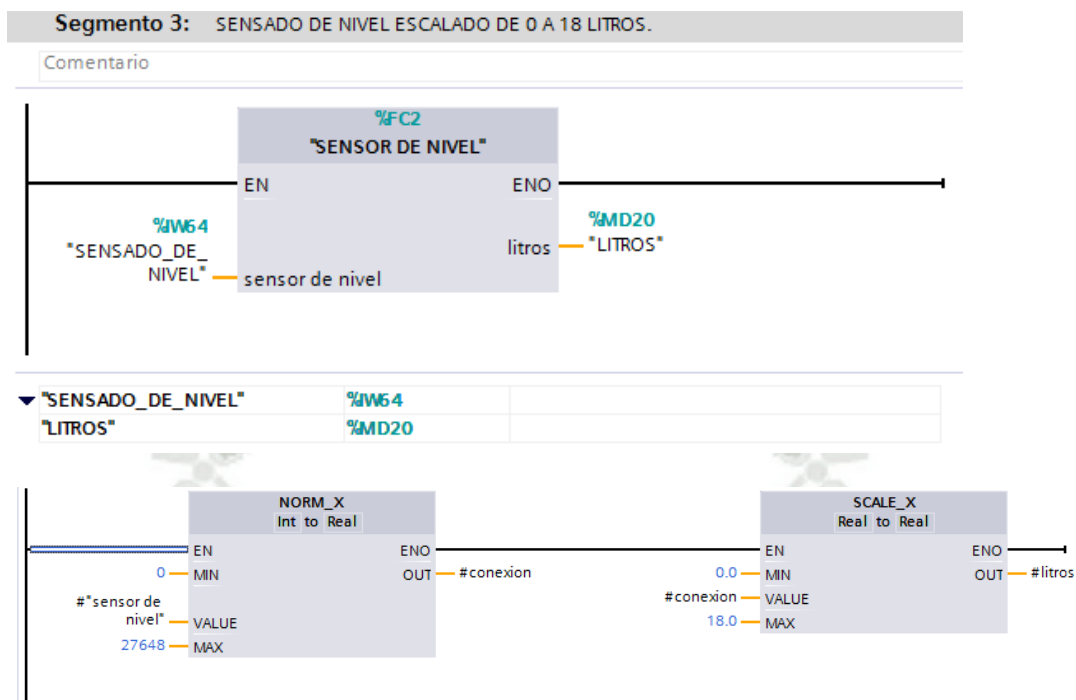 Segmento 3: SENSADO DE NIVEL ESCALADO DE 0 A 18 LITROS.
Comentario
%FC2
"SENSOR DE NIVEL"
EN ENO
%IW64
"SENSADO_DE_
NIVEL"
sensor de nivel
%MD20
litros "LITROS"
"SENSADO_DE_NIVEL" %IW64
"LITROS" %MD20
NORM_X
Int to Real
EN ENO
0 MIN OUT #conexion
#"sensor de
nivel" VALUE
27648 MAX
SCALE_X
Real to Real
EN ENO
0.0 MIN OUT #litros
#conexion VALUE
18.0 MAX